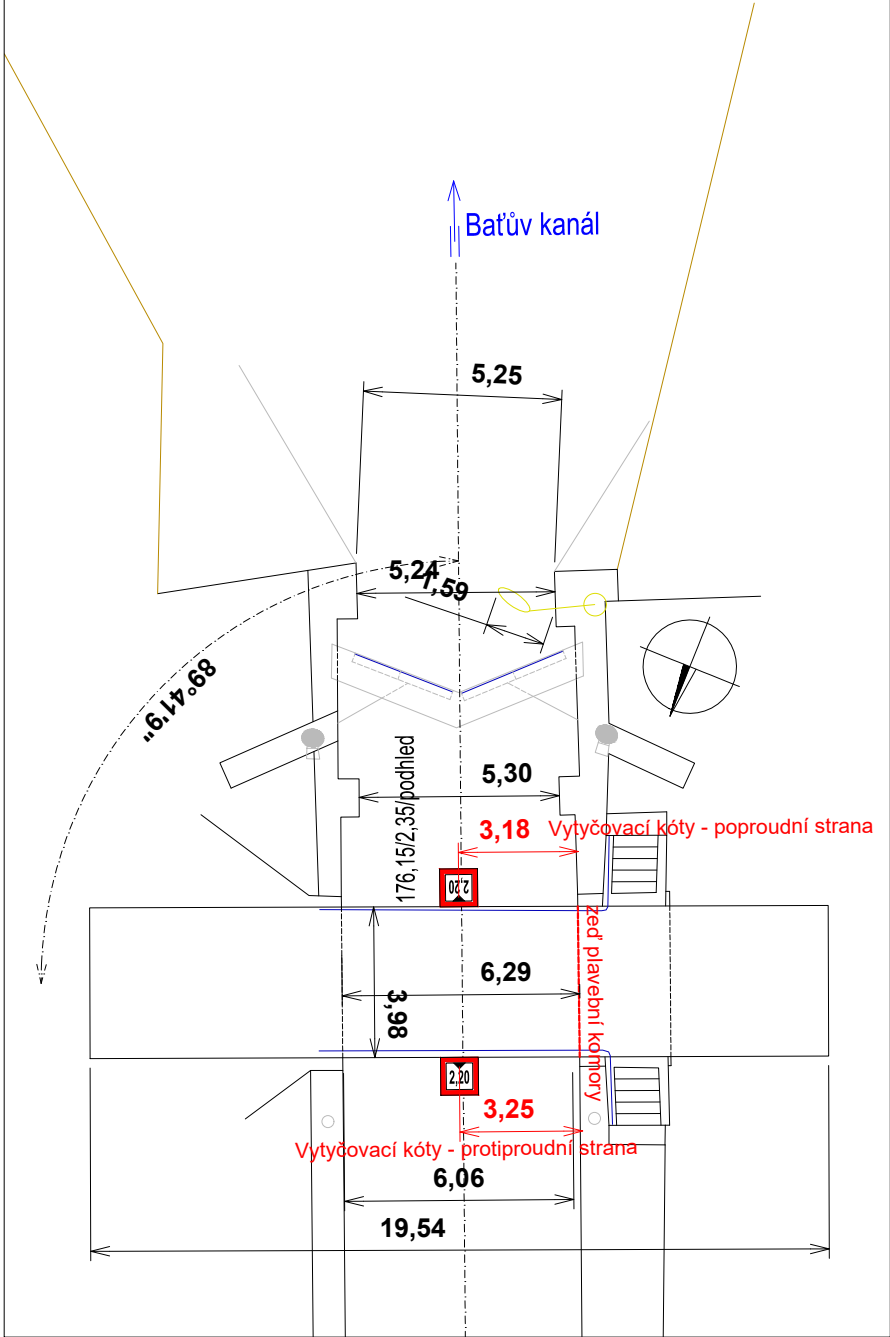 Baťův kanál
5,25
5,24
1,59
89°41'9"
5,30
176,15/2,35/podhled
3,18
Vytyčovací kóty - poproudní strana
2,20
6,29
3,98
zeď plavební komory
2,20
3,25
Vytyčovací kóty - protiproudní strana
6,06
19,54